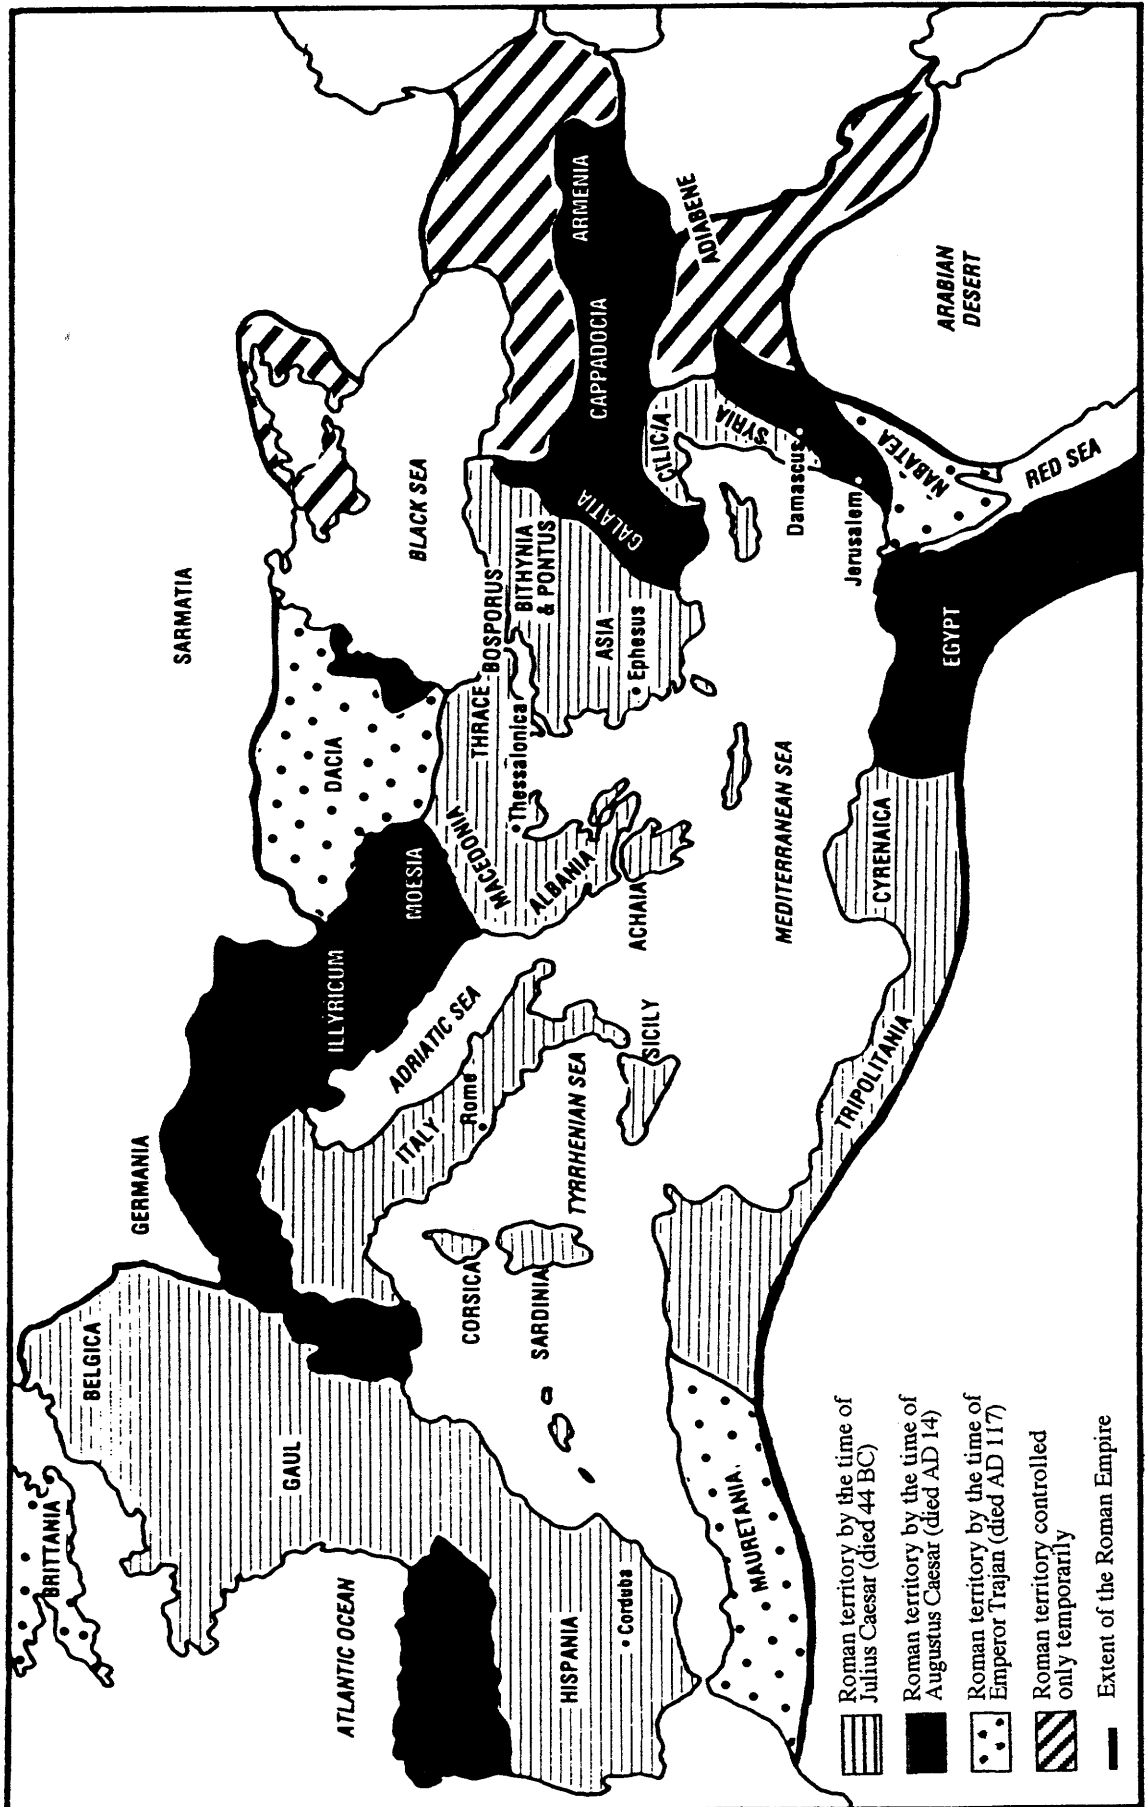 BRITTANIA
BELGICA
GERMANIA
SARMATIA
GAUL
ATLANTIC OCEAN
ILLYRICUM
DACIA
MOESIA
ADRIATIC SEA
ITALY
Rome
BLACK SEA
MACEDONIA
THRACE
BOSPORUS
Thessalonica
ALBANIA
BITHYNIA
& PONTUS
CORSICA
SARDINIA
TYRRHENIAN SEA
HISPANIA
Corduba
SICILY
ACHAIA
ASIA
Ephesus
GALATIA
CAPPADOCIA
ARMENIA
CILICIA
ADIABENE
SYRIA
Damascus
Jerusalem
MEDITERRANEAN SEA
MAURETANIA
TRIPOLITANIA
CYRENAICA
EGYPT
NABATEA
RED SEA
ARABIAN
DESERT
Roman territory by the time of
Julius Caesar (died 44 BC)
Roman territory by the time of
Augustus Caesar (died AD 14)
Roman territory by the time of
Emperor Trajan (died AD 117)
Roman territory controlled
only temporarily
Extent of the Roman Empire